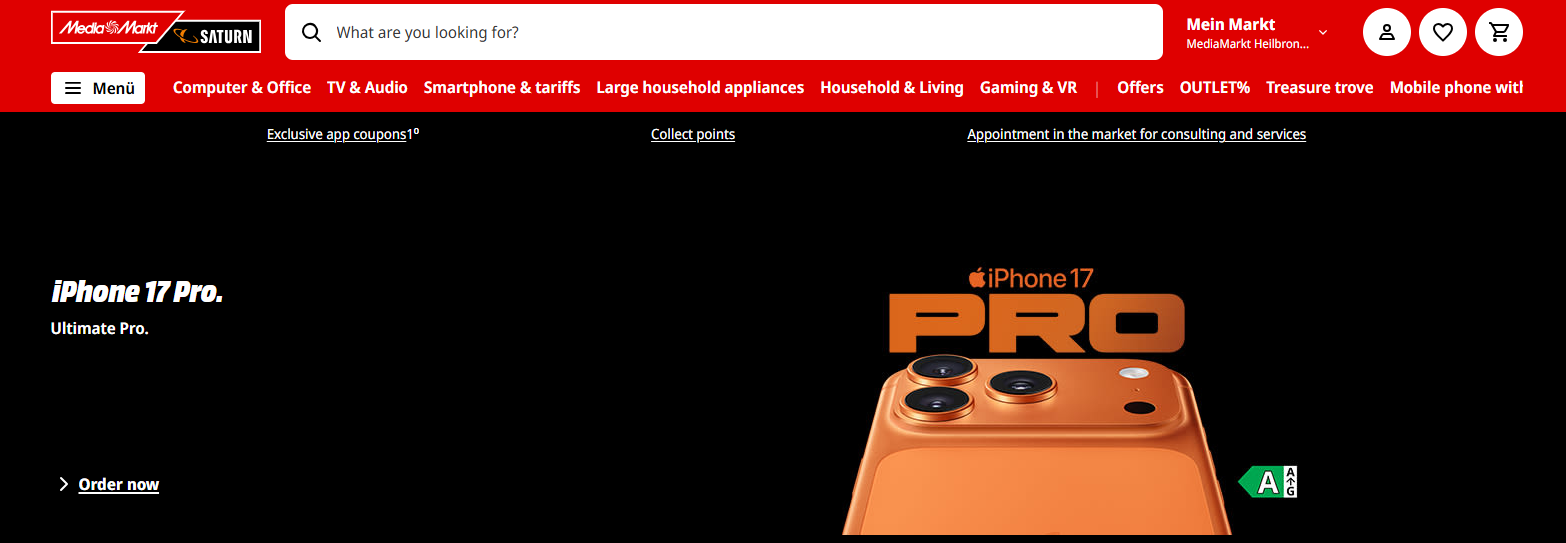 MediaMarkt SATURN
What are you looking for?
Mein Markt
MediaMarkt Heilbron...
Menü
Computer & Office TV & Audio Smartphone & tariffs Large household appliances Household & Living Gaming & VR | Offers OUTLET% Treasure trove Mobile phone with
Exclusive app coupons1⁰ Collect points Appointment in the market for consulting and services
iPhone 17
PRO
iPhone 17 Pro.
Ultimate Pro.
Order now
A
A
G